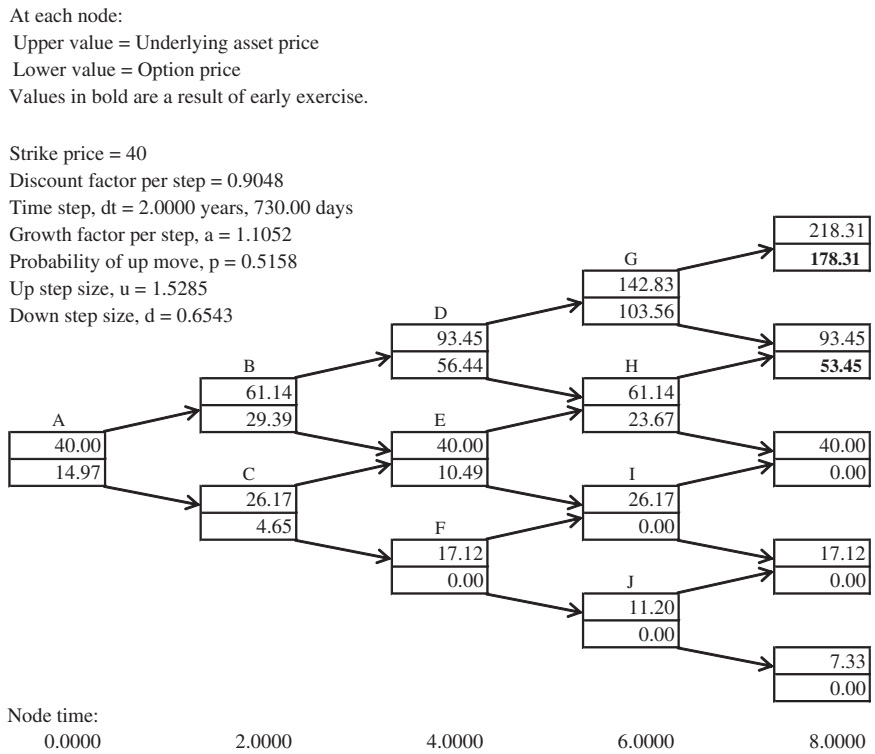 At each node:
Upper value = Underlying asset price
Lower value = Option price
Values in bold are a result of early exercise.
Strike price = 40
Discount factor per step = 0.9048
Time step, dt = 2.0000 years, 730.00 days
Growth factor per step, a = 1.1052
Probability of up move, p = 0.5158
Up step size, u = 1.5285
Down step size, d = 0.6543
A
40.00
14.97
B
61.14
29.39
C
26.17
4.65
D
93.45
56.44
E
40.00
10.49
F
17.12
0.00
G
142.83
103.56
H
61.14
23.67
I
26.17
0.00
J
11.20
0.00
218.31
178.31
93.45
53.45
40.00
0.00
17.12
0.00
7.33
0.00
Node time:
0.0000 2.0000 4.0000 6.0000 8.0000